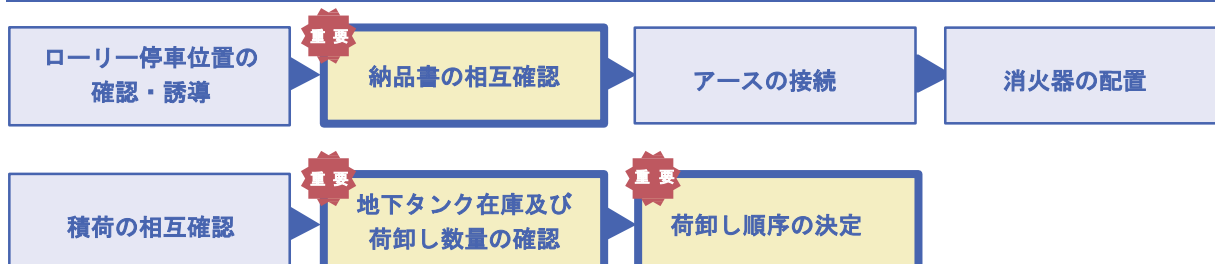 ローリー停車位置の
確認・誘導
重要
納品書の相互確認
アースの接続
消火器の配置
積荷の相互確認
重要
地下タンク在庫及び
荷卸し数量の確認
重要
荷卸し順序の決定